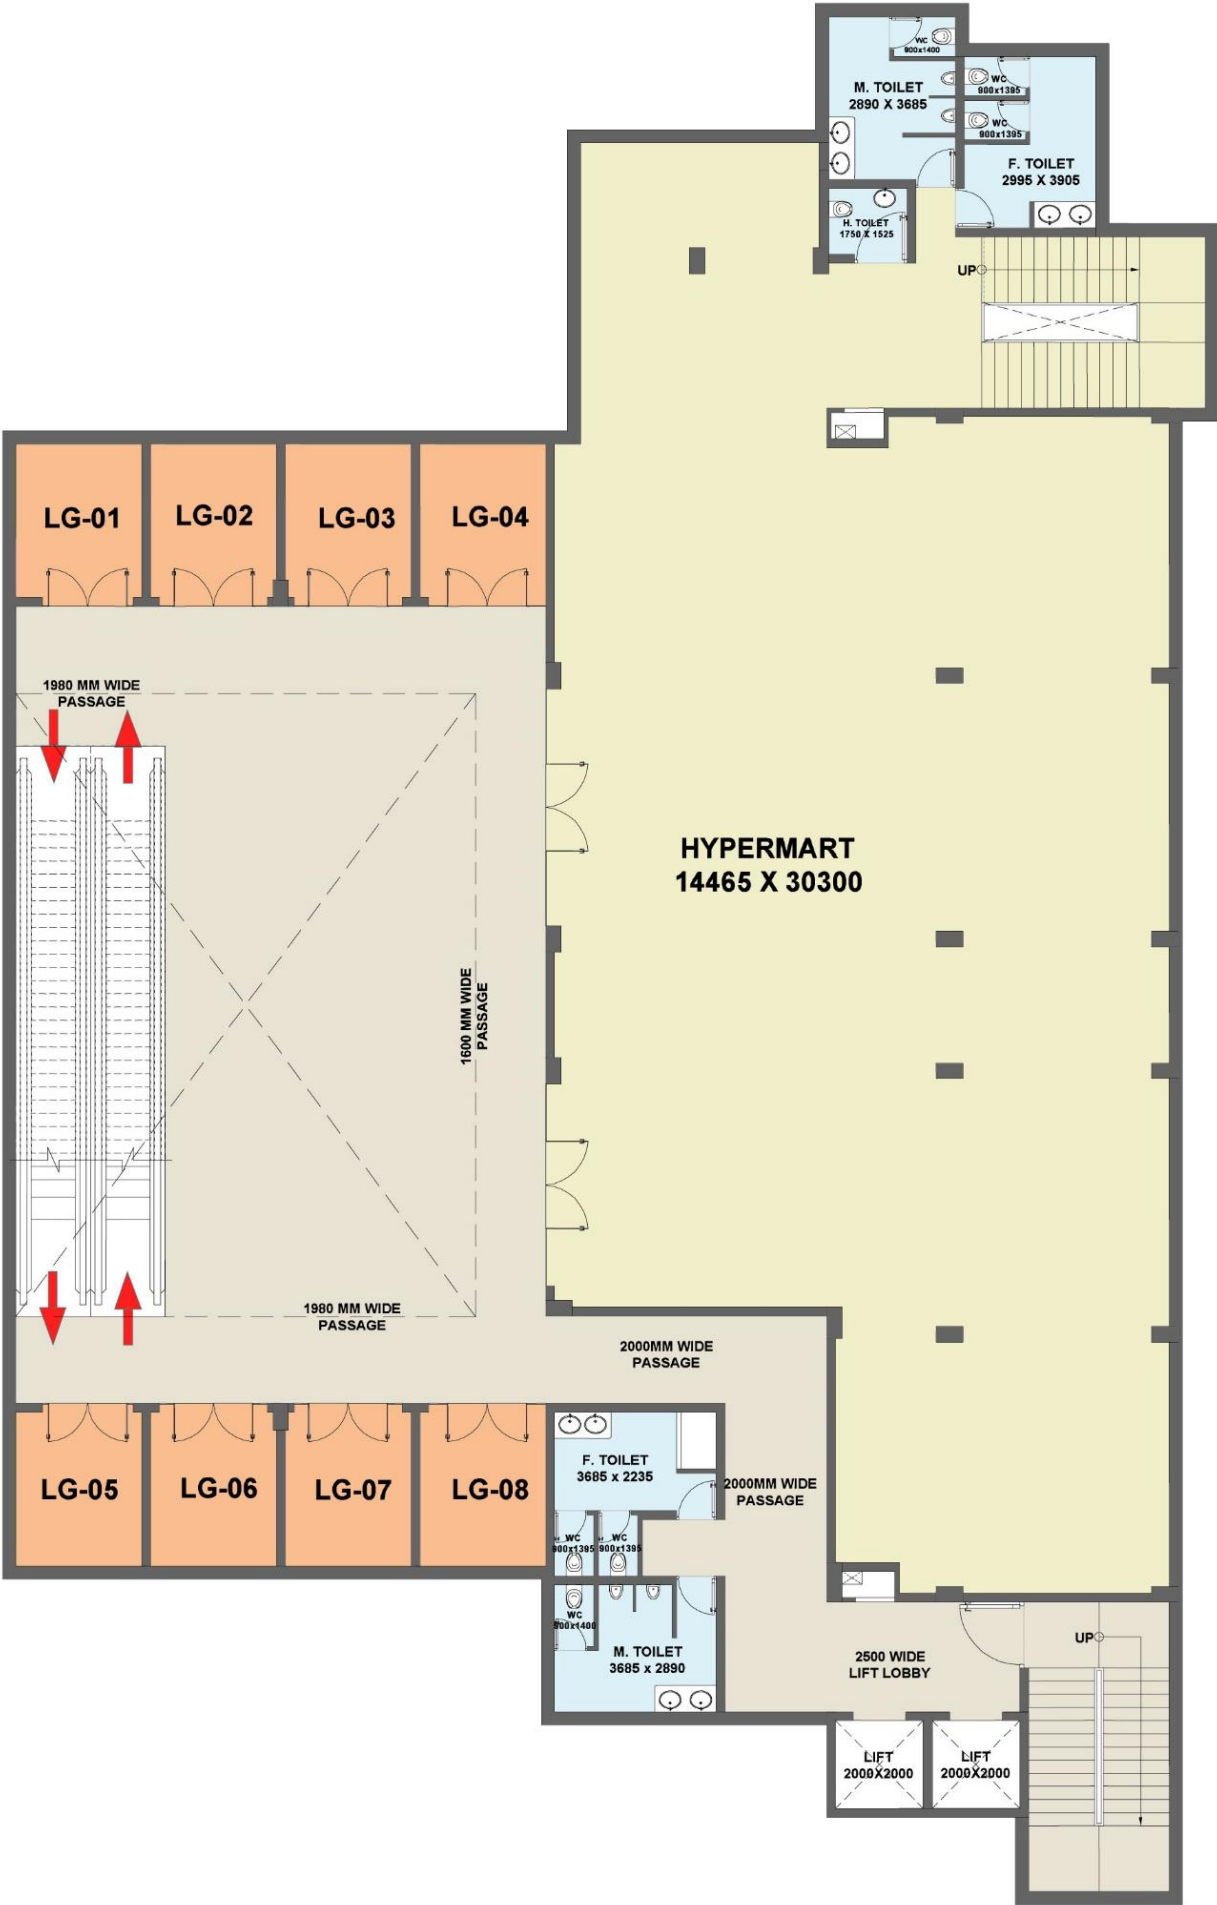 WC
900x1400
M. TOILET
2890 X 3685
WC
900x1395
WC
900x1395
F. TOILET
2995 X 3905
H. TOILET
1750 X 1525
UP
LG-01
LG-02
LG-03
LG-04
1980 MM WIDE
PASSAGE
HYPERMART
14465 X 30300
1600 MM WIDE
PASSAGE
1980 MM WIDE
PASSAGE
2000MM WIDE
PASSAGE
LG-05
LG-06
LG-07
LG-08
F. TOILET
3685 x 2235
2000MM WIDE
PASSAGE
WC
900x1395
WC
900x1395
WC
900x1400
M. TOILET
3685 x 2890
2500 WIDE
LIFT LOBBY
UP
LIFT
2000X2000
LIFT
2000X2000